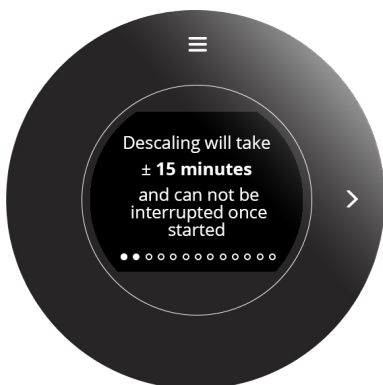 Descaling will take
± 15 minutes
and can not be
interrupted once
started